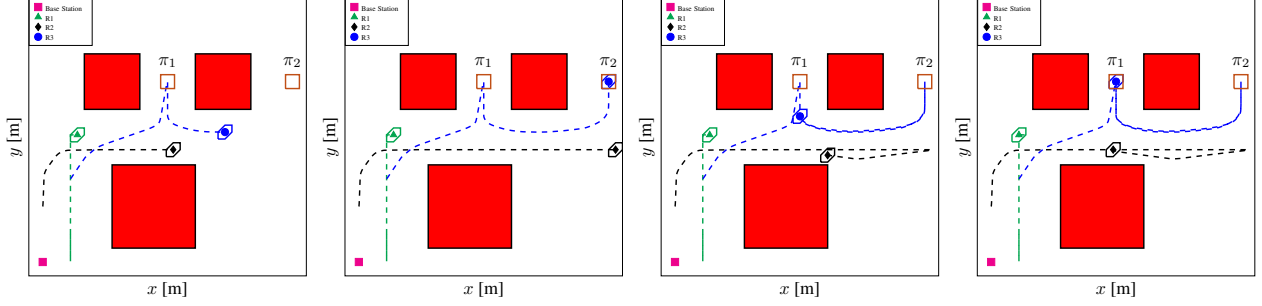 Base Station
R1
R2
R3
π1
π2
y [m]
x [m]
Base Station
R1
R2
R3
π1
π2
y [m]
x [m]
Base Station
R1
R2
R3
π1
π2
y [m]
x [m]
Base Station
R1
R2
R3
π1
π2
y [m]
x [m]